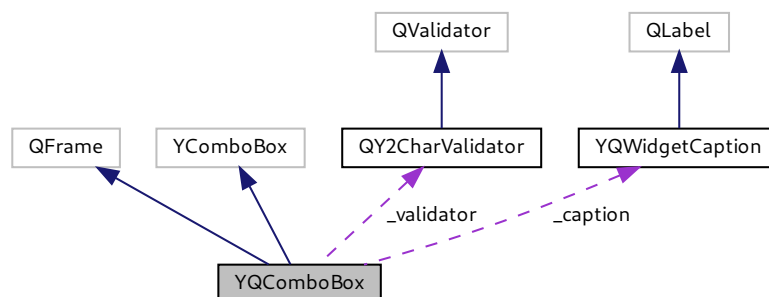 QValidator
QLabel
QFrame
YComboBox
QY2CharValidator
YQWidgetCaption
_validator
_caption
YQComboBox